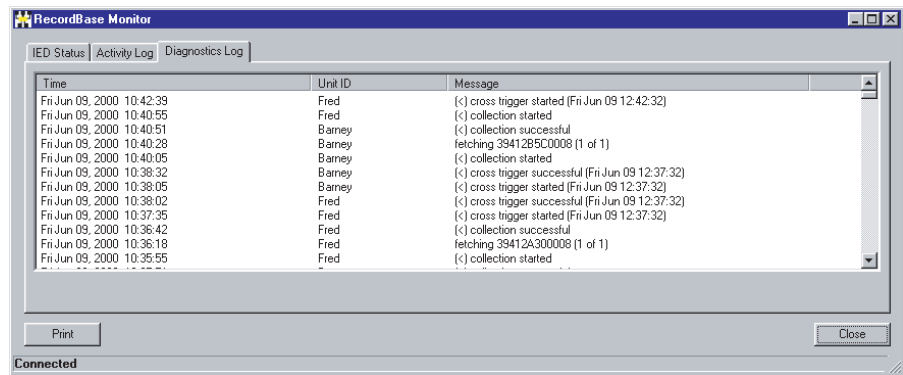 RecordBase Monitor
IED Status Activity Log Diagnostics Log
Time Unit ID Message
Fri Jun 09, 2000 10:42:39 Fred (<) cross trigger started (Fri Jun 09 12:42:32)
Fri Jun 09, 2000 10:40:55 Fred (<) collection started
Fri Jun 09, 2000 10:40:51 Barney (<) collection successful
Fri Jun 09, 2000 10:40:28 Barney fetching 39412B5C0008 (1 of 1)
Fri Jun 09, 2000 10:40:05 Barney (<) collection started
Fri Jun 09, 2000 10:38:32 Barney (<) cross trigger successful (Fri Jun 09 12:37:32)
Fri Jun 09, 2000 10:38:05 Barney (<) cross trigger started (Fri Jun 09 12:37:32)
Fri Jun 09, 2000 10:38:02 Fred (<) cross trigger successful (Fri Jun 09 12:37:32)
Fri Jun 09, 2000 10:37:35 Fred (<) cross trigger started (Fri Jun 09 12:37:32)
Fri Jun 09, 2000 10:36:42 Fred (<) collection successful
Fri Jun 09, 2000 10:36:18 Fred fetching 39412A300008 (1 of 1)
Fri Jun 09, 2000 10:35:55 Fred (<) collection started
Print Close
Connected